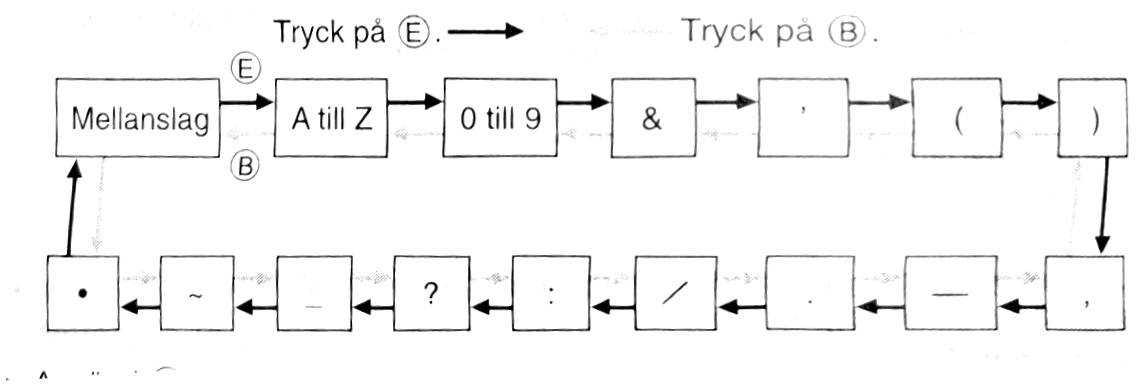 Tryck på Ⓔ. Tryck på Ⓑ.
Ⓔ
Mellanslag A till Z 0 till 9 & ' ( )
Ⓑ
• ~ _ ? : / . — ,